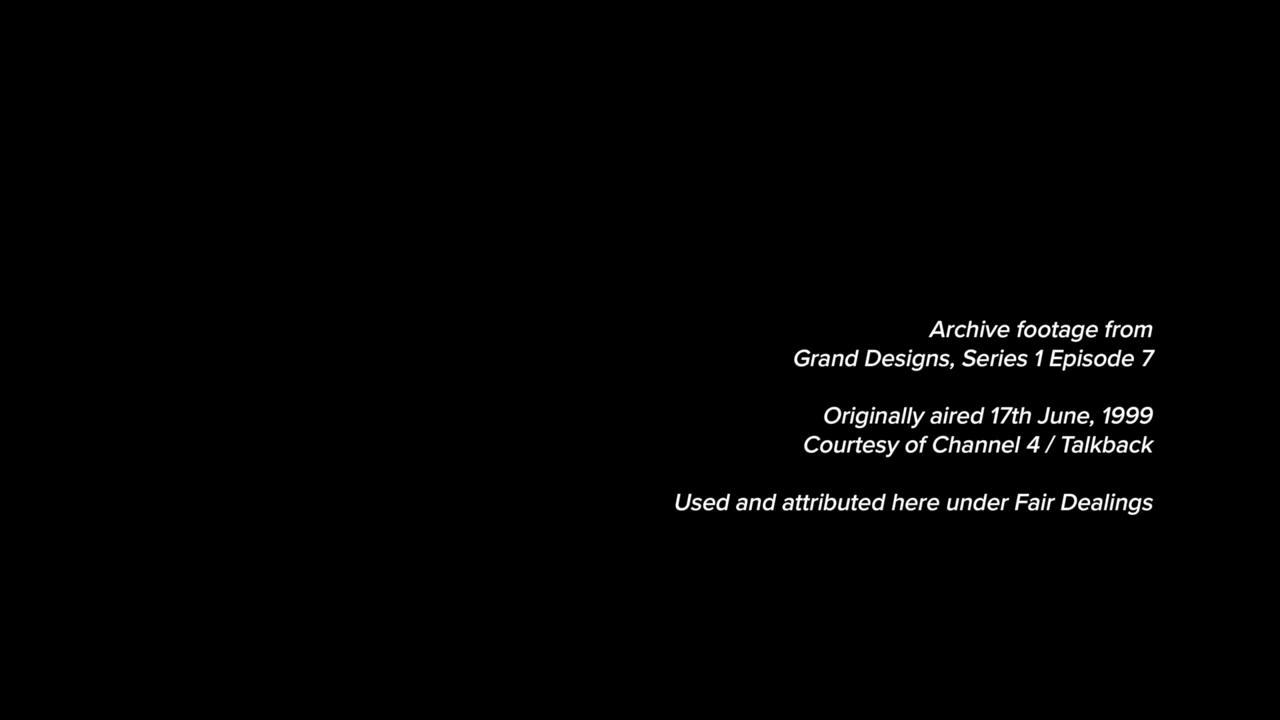 Archive footage from
Grand Designs, Series 1 Episode 7
Originally aired 17th June, 1999
Courtesy of Channel 4 / Talkback
Used and attributed here under Fair Dealings